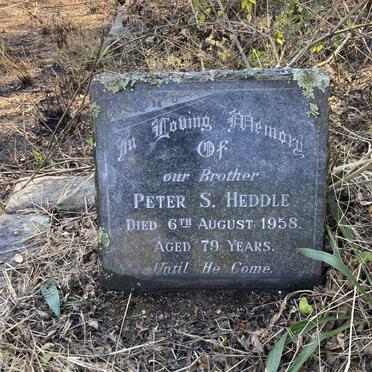 In Loving Memory
Of
our Brother
PETER S. HEDDLE
DIED 6TH AUGUST 1958.
AGED 79 YEARS.
Until He Come.